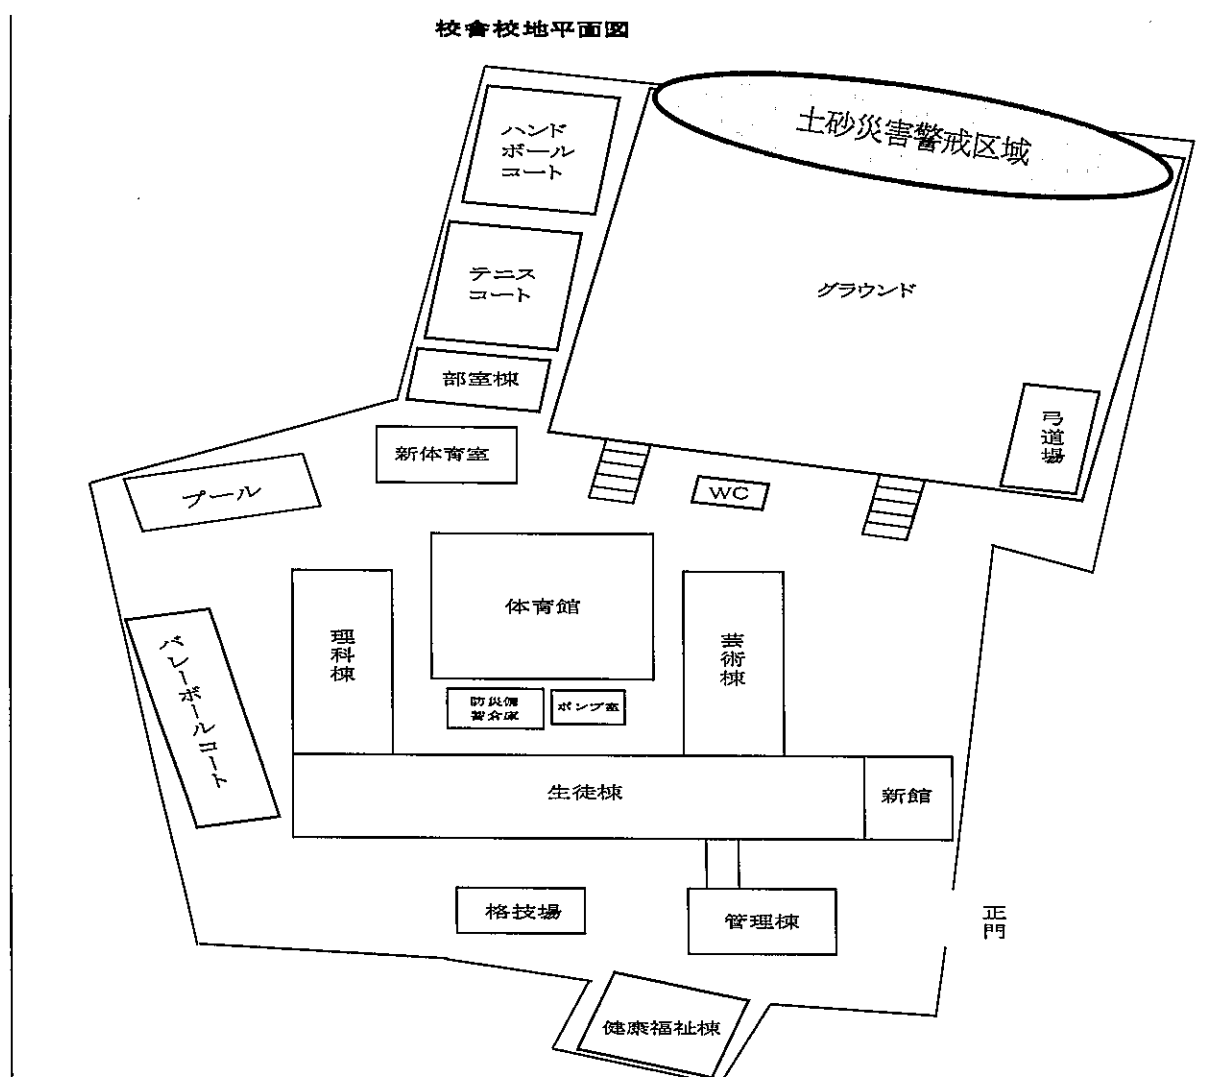 校舎校地平面図
土砂災害警戒区域
ハンド
ボール
コート
テニス
コート
グラウンド
部室棟
弓道場
新体育室
プール
WC
体育館
理科棟
芸術棟
バレーボールコート
防災備
蓄倉庫
ポンプ室
生徒棟
新館
格技場
管理棟
正門
健康福祉棟